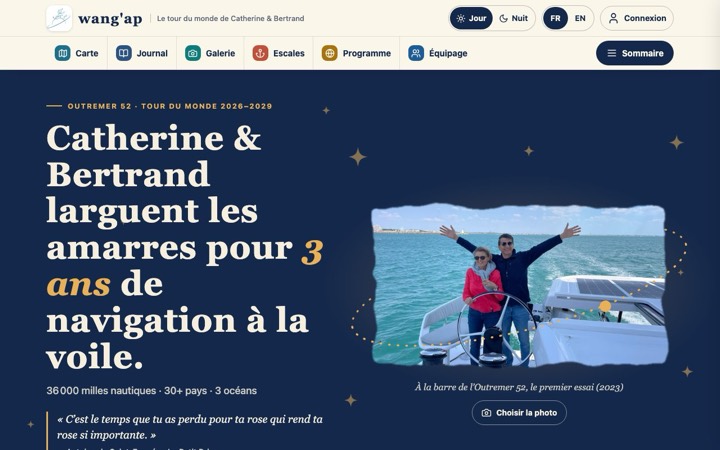 wang'ap
Le tour du monde de Catherine & Bertrand
Jour
Nuit
FR
EN
Connexion
Carte
Journal
Galerie
Escales
Programme
Équipage
Sommaire
OUTREMER 52 · TOUR DU MONDE 2026–2029
Catherine &
Bertrand
larguent les
amarres pour 3
ans de
navigation à la
voile.
36 000 milles nautiques · 30+ pays · 3 océans
« C'est le temps que tu as perdu pour ta rose qui rend ta
rose si importante. »
À la barre de l'Outremer 52, le premier essai (2023)
Choisir la photo